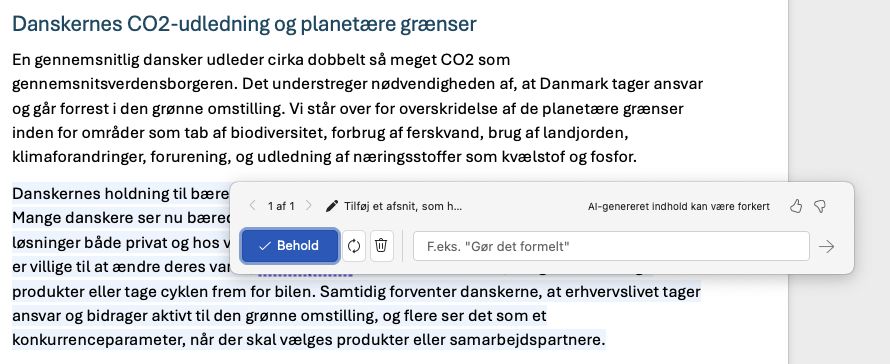 Danskernes CO2-udledning og planetære grænser
En gennemsnitlig dansker udleder cirka dobbelt så meget CO2 som
gennemsnitsverdensborgeren. Det understreger nødvendigheden af, at Danmark tager ansvar
og går forrest i den grønne omstilling. Vi står over for overskridelse af de planetære grænser
inden for områder som tab af biodiversitet, forbrug af ferskvand, brug af landjorden,
klimaforandringer, forurening, og udledning af næringsstoffer som kvælstof og fosfor.
Danskernes holdning til bære
Mange danskere ser nu bæred
løsninger både privat og hos v
er villige til at ændre deres van
1 af 1
Tilføj et afsnit, som h...
AI-genereret indhold kan være forkert
Behold
F.eks. "Gør det formelt"
produkter eller tage cyklen frem for bilen. Samtidig forventer danskerne, at erhvervslivet tager
ansvar og bidrager aktivt til den grønne omstilling, og flere ser det som et
konkurrenceparameter, når der skal vælges produkter eller samarbejdspartnere.